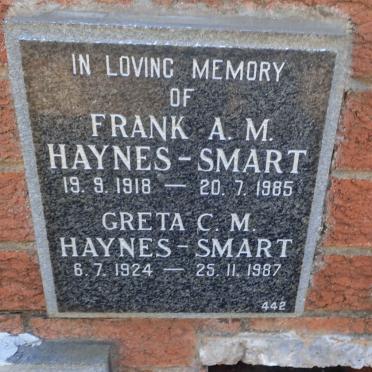 IN LOVING MEMORY
OF
FRANK A. M.
HAYNES - SMART
19. 9. 1918 — 20. 7. 1985
GRETA C. M.
HAYNES - SMART
6. 7. 1924 — 25. 11. 1987
442